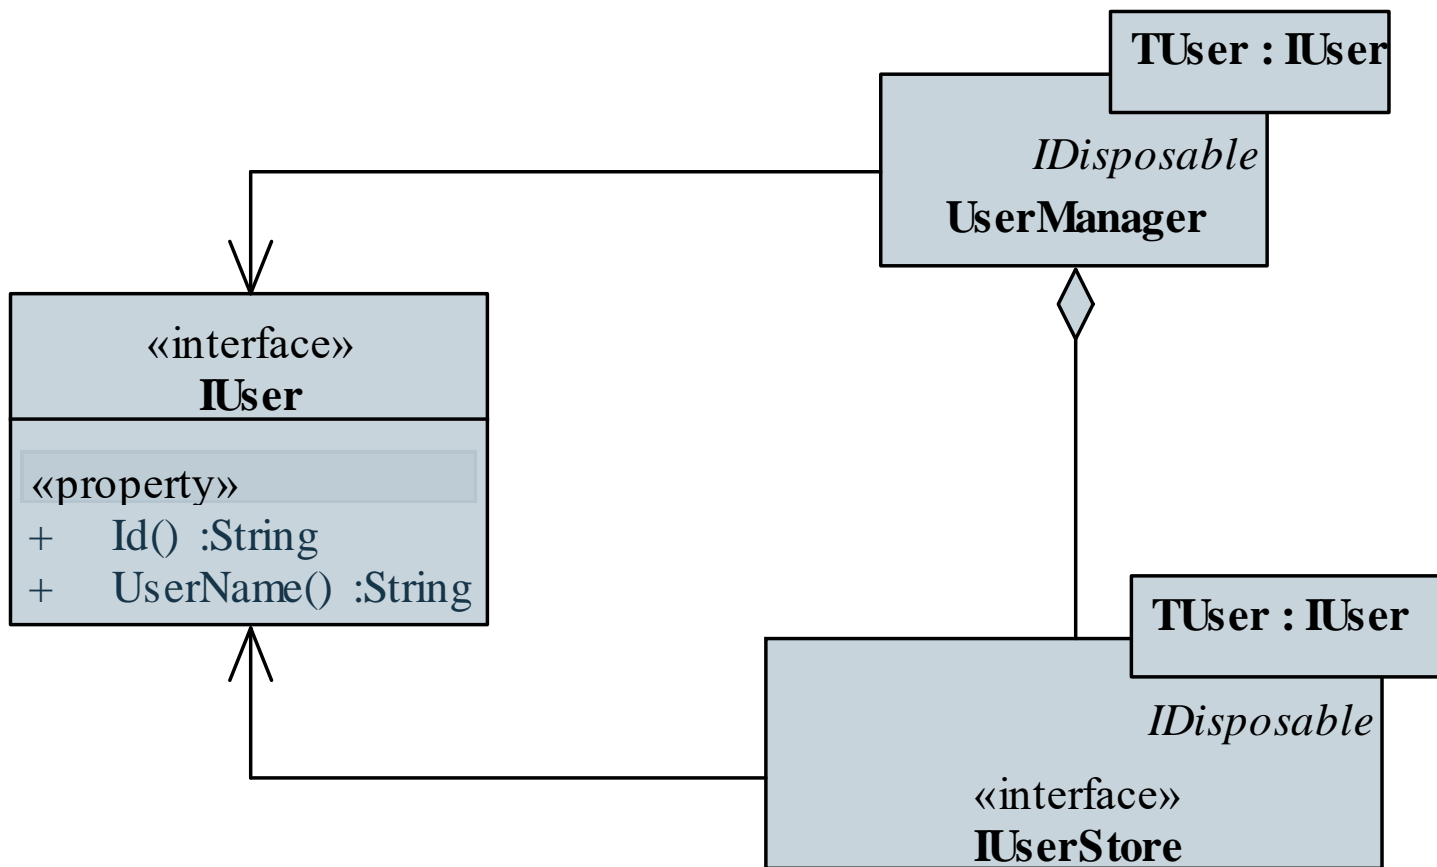 TUser : IUser
IDisposable
UserManager
«interface»
IUser
«property»
+ Id() :String
+ UserName() :String
TUser : IUser
IDisposable
«interface»
IUserStore